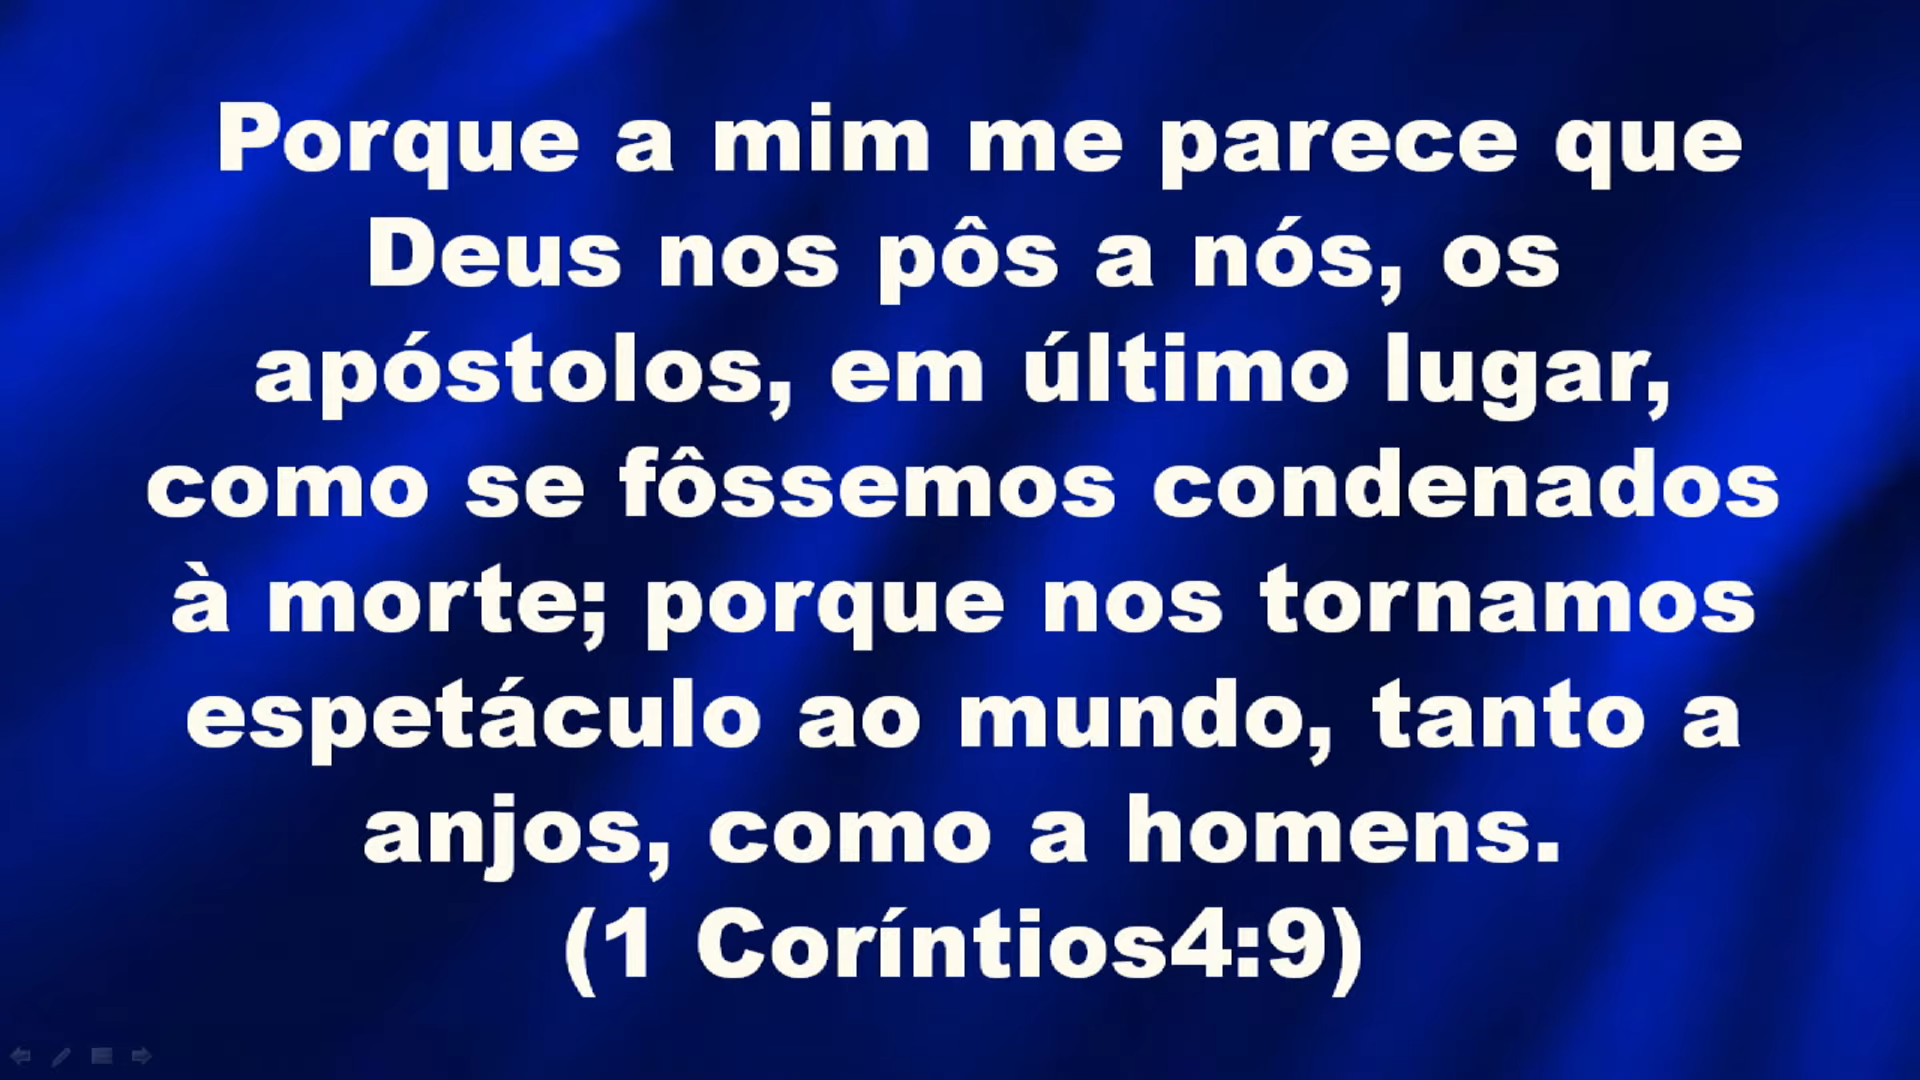 Porque a mim me parece que
Deus nos pôs a nós, os
apóstolos, em último lugar,
como se fôssemos condenados
à morte; porque nos tornamos
espetáculo ao mundo, tanto a
anjos, como a homens.
(1 Coríntios4:9)